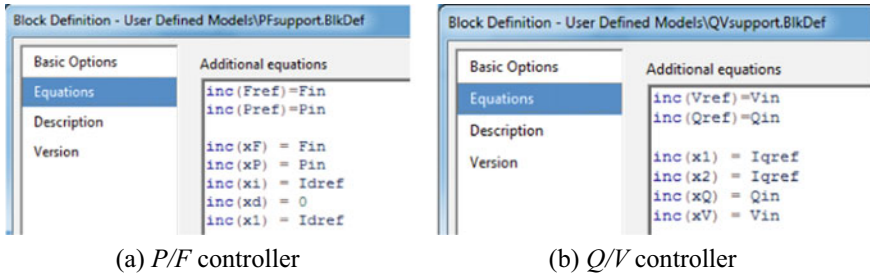 Block Definition - User Defined Models\PFsupport.BlkDef
Basic Options
Equations
Description
Version
Additional equations
inc(Fref)=Fin
inc(Pref)=Pin
inc(xF) = Fin
inc(xP) = Pin
inc(xi) = Idref
inc(xd) = 0
inc(x1) = Idref
(a) P/F controller
Block Definition - User Defined Models\QVsupport.BlkDef
Basic Options
Equations
Description
Version
Additional equations
inc(Vref)=Vin
inc(Qref)=Qin
inc(x1) = Iqref
inc(x2) = Iqref
inc(xQ) = Qin
inc(xV) = Vin
(b) Q/V controller